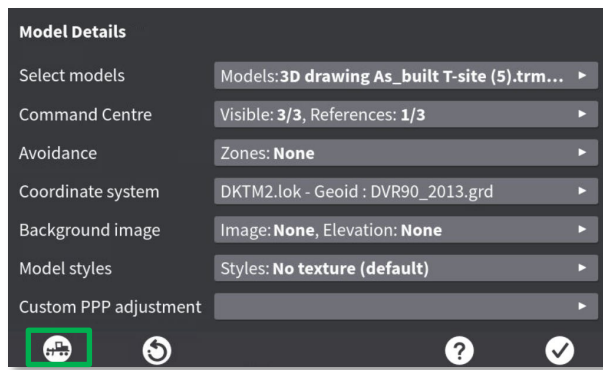 Model Details
Select models Models: 3D drawing As_built T-site (5).trm...
Command Centre Visible: 3/3, References: 1/3
Avoidance Zones: None
Coordinate system DKTM2.lok - Geoid : DVR90_2013.grd
Background image Image: None, Elevation: None
Model styles Styles: No texture (default)
Custom PPP adjustment
?